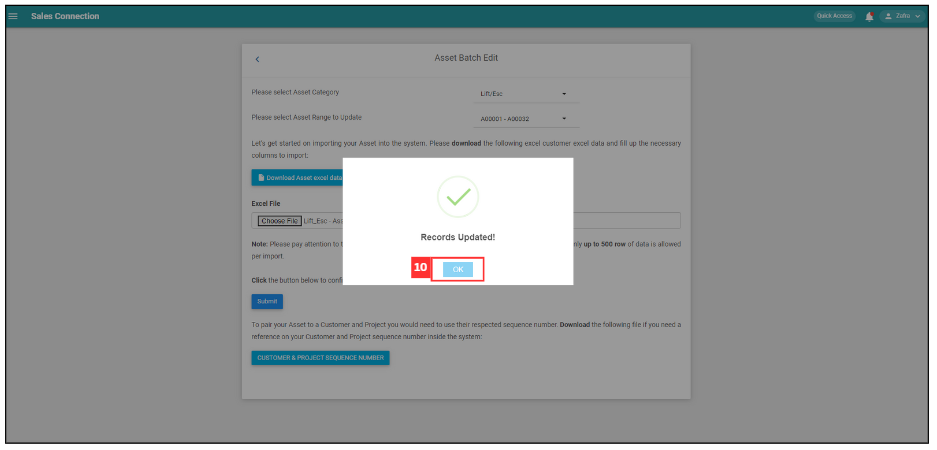 Sales Connection
Quick Access
Zulto
Asset Batch Edit
Please select Asset Category
Lift/Esc
Please select Asset Range to Update
A00001 - A00032
Let's get started on importing your Asset into the system. Please download the following excel customer excel data and fill up the necessary
columns to import:
Download Asset excel data
Excel File
Choose File Lift_Esc - Ass
Note: Please pay attention to t nly up to 500 row of data is allowed
per import.
Records Updated!
10 OK
Click the button below to confi
Submit
To pair your Asset to a Customer and Project you would need to use their respected sequence number. Download the following file if you need a
reference on your Customer and Project sequence number inside the system:
CUSTOMER & PROJECT SEQUENCE NUMBER